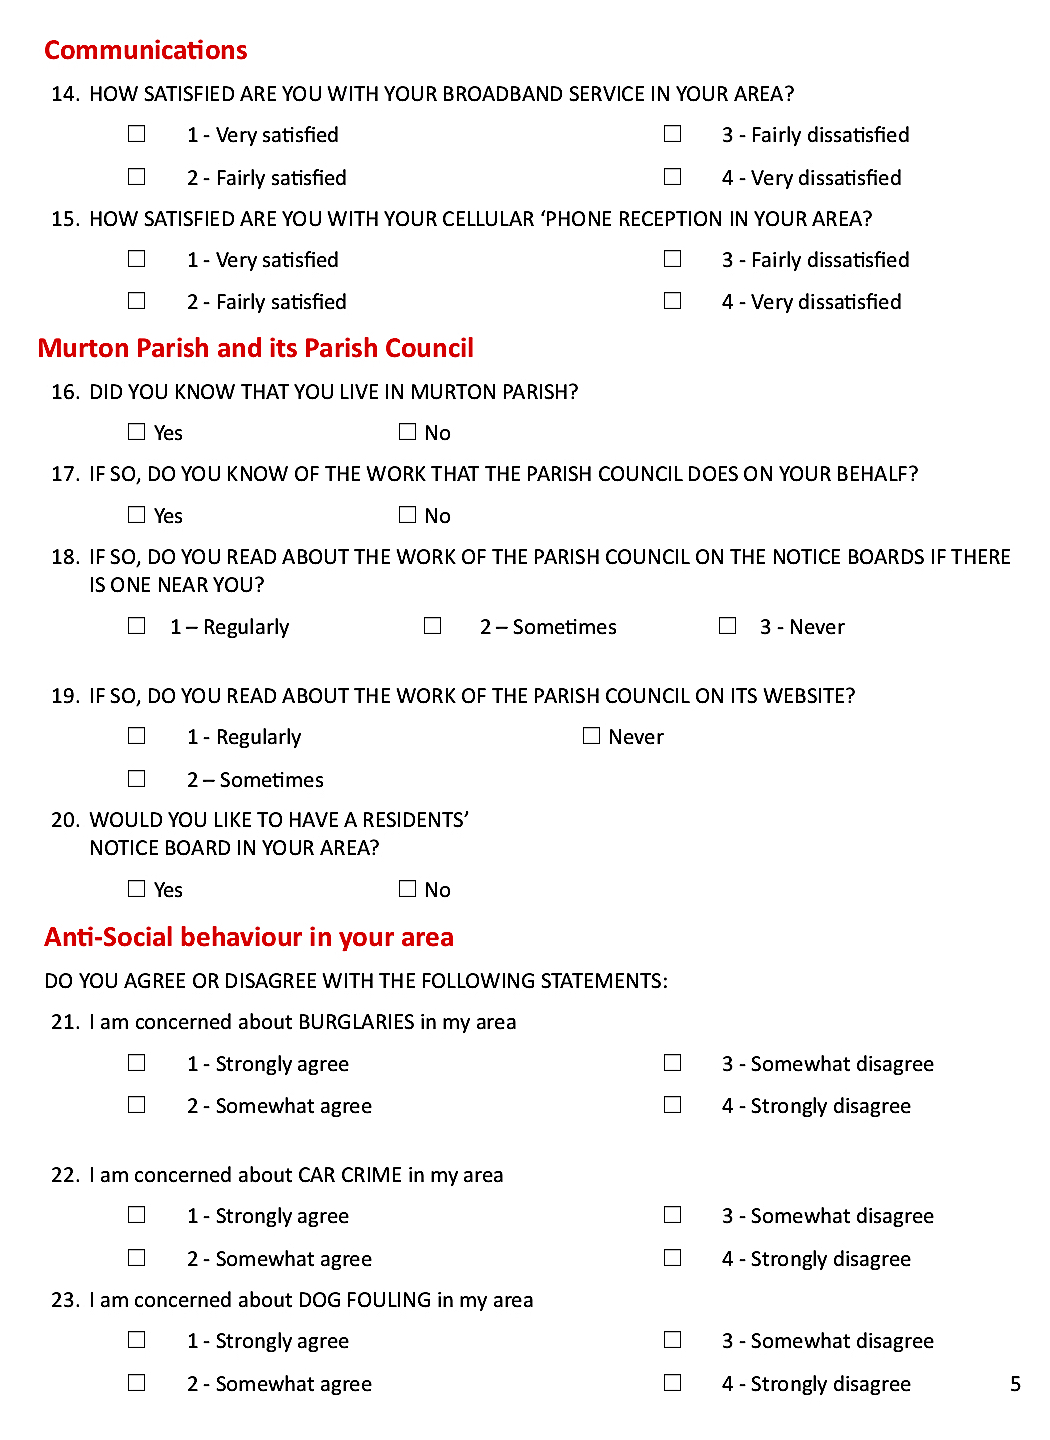 Communications
14. HOW SATISFIED ARE YOU WITH YOUR BROADBAND SERVICE IN YOUR AREA?
☐ 1 - Very satisfied ☐ 3 - Fairly dissatisfied
☐ 2 - Fairly satisfied ☐ 4 - Very dissatisfied
15. HOW SATISFIED ARE YOU WITH YOUR CELLULAR ‘PHONE RECEPTION IN YOUR AREA?
☐ 1 - Very satisfied ☐ 3 - Fairly dissatisfied
☐ 2 - Fairly satisfied ☐ 4 - Very dissatisfied
Murton Parish and its Parish Council
16. DID YOU KNOW THAT YOU LIVE IN MURTON PARISH?
☐ Yes ☐ No
17. IF SO, DO YOU KNOW OF THE WORK THAT THE PARISH COUNCIL DOES ON YOUR BEHALF?
☐ Yes ☐ No
18. IF SO, DO YOU READ ABOUT THE WORK OF THE PARISH COUNCIL ON THE NOTICE BOARDS IF THERE
IS ONE NEAR YOU?
☐ 1 – Regularly ☐ 2 – Sometimes ☐ 3 - Never
19. IF SO, DO YOU READ ABOUT THE WORK OF THE PARISH COUNCIL ON ITS WEBSITE?
☐ 1 - Regularly ☐ Never
☐ 2 – Sometimes
20. WOULD YOU LIKE TO HAVE A RESIDENTS’
NOTICE BOARD IN YOUR AREA?
☐ Yes ☐ No
Anti-Social behaviour in your area
DO YOU AGREE OR DISAGREE WITH THE FOLLOWING STATEMENTS:
21. I am concerned about BURGLARIES in my area
☐ 1 - Strongly agree ☐ 3 - Somewhat disagree
☐ 2 - Somewhat agree ☐ 4 - Strongly disagree
22. I am concerned about CAR CRIME in my area
☐ 1 - Strongly agree ☐ 3 - Somewhat disagree
☐ 2 - Somewhat agree ☐ 4 - Strongly disagree
23. I am concerned about DOG FOULING in my area
☐ 1 - Strongly agree ☐ 3 - Somewhat disagree
☐ 2 - Somewhat agree ☐ 4 - Strongly disagree 5